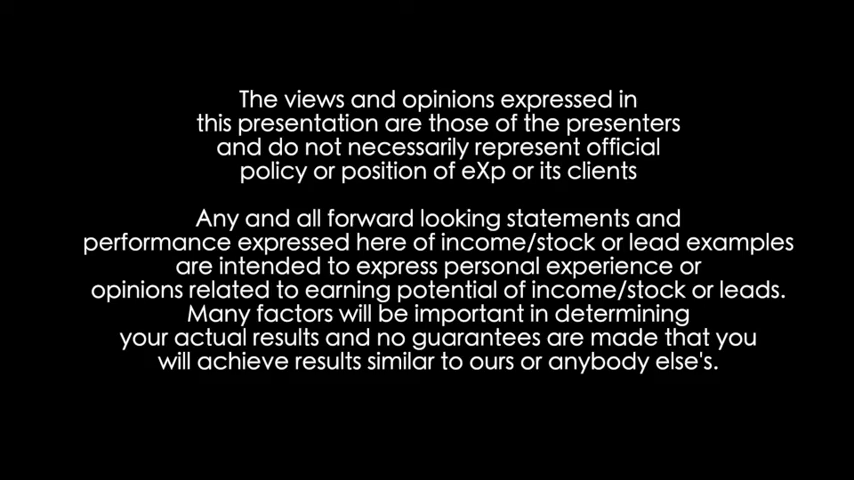 The views and opinions expressed in
this presentation are those of the presenters
and do not necessarily represent official
policy or position of eXp or its clients
Any and all forward looking statements and
performance expressed here of income/stock or lead examples
are intended to express personal experience or
opinions related to earning potential of income/stock or leads.
Many factors will be important in determining
your actual results and no guarantees are made that you
will achieve results similar to ours or anybody else's.